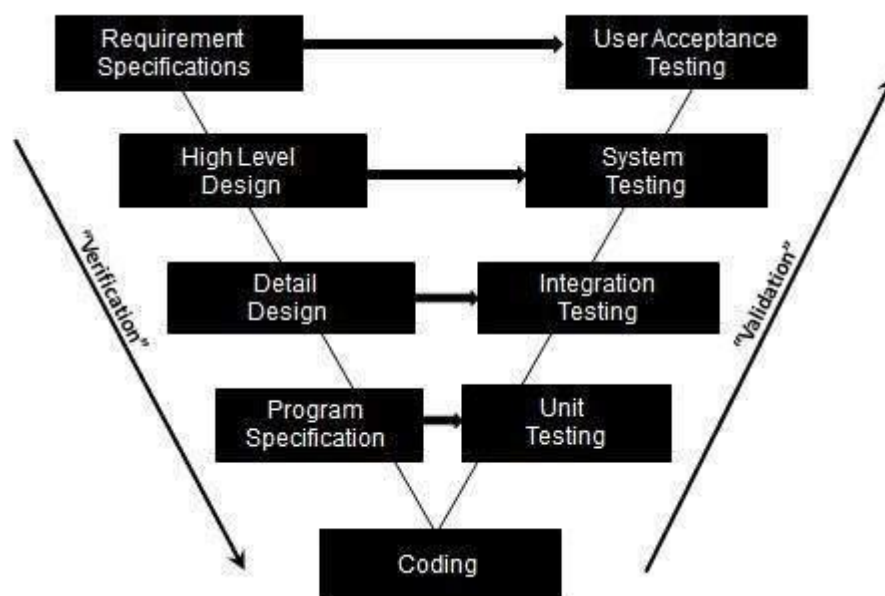 Requirement
Specifications
User Acceptance
Testing
High Level
Design
System
Testing
"Verification"
Detail
Design
Integration
Testing
"Validation"
Program
Specification
Unit
Testing
Coding